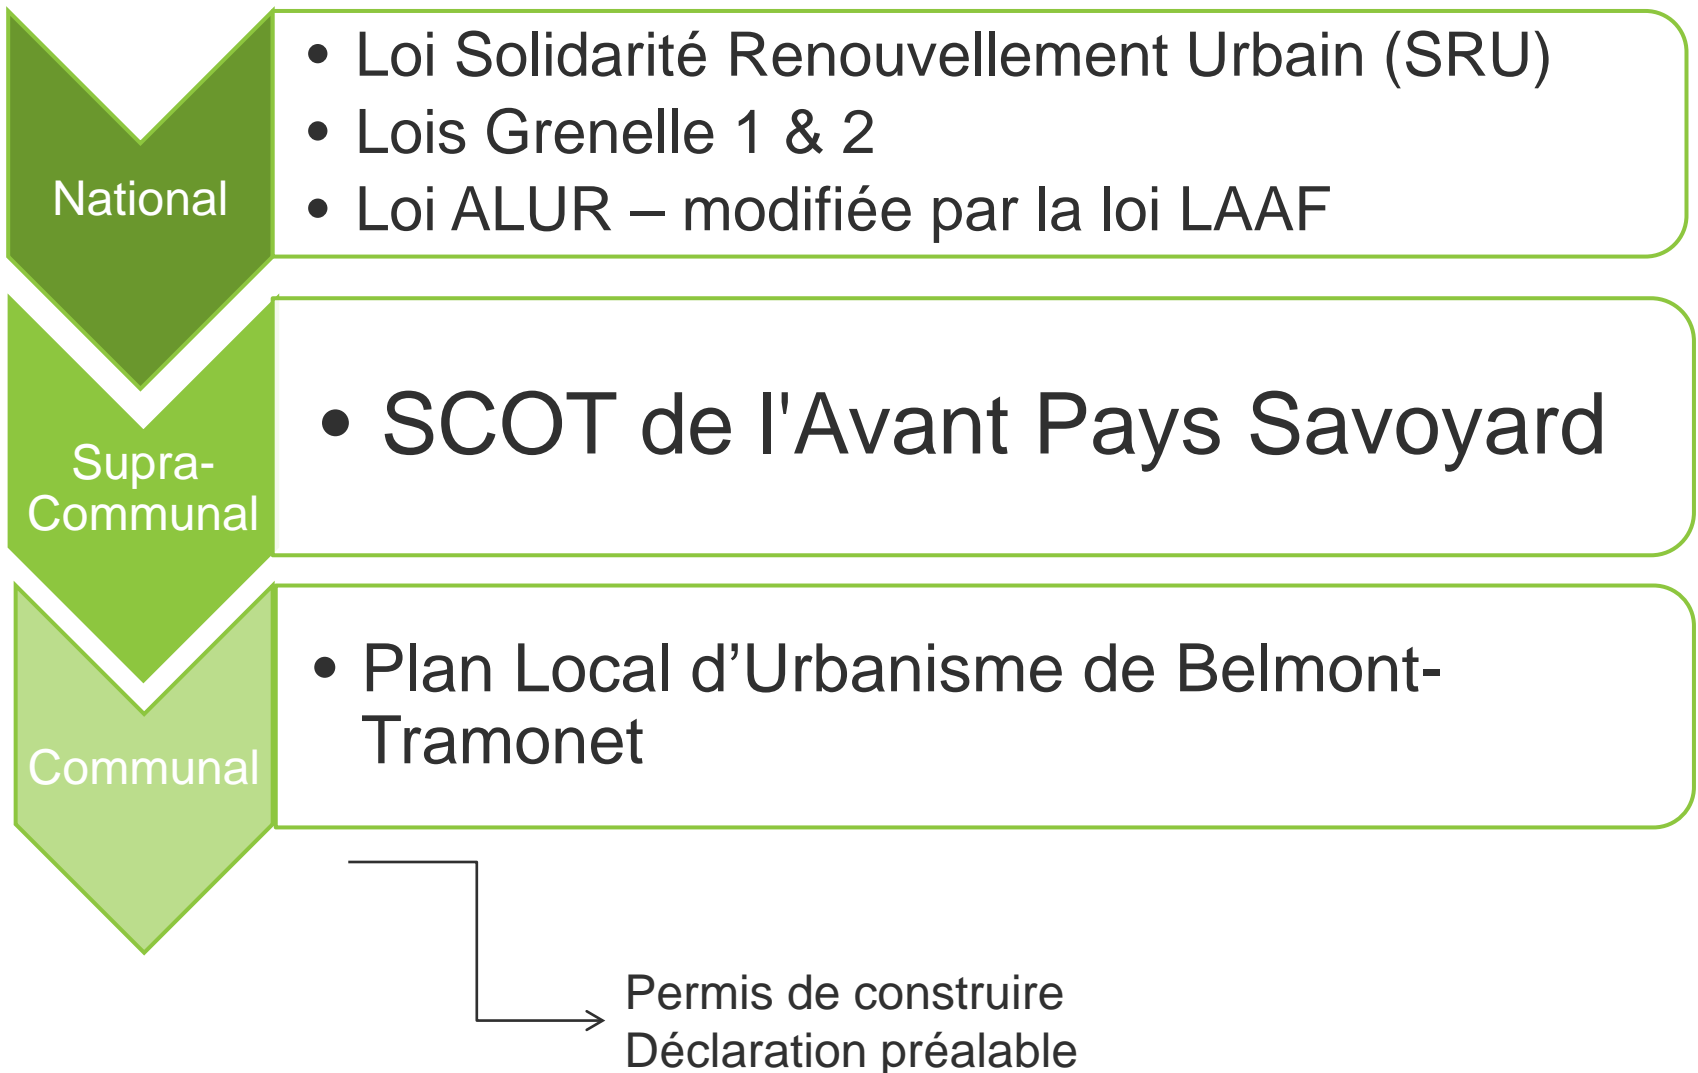 National
• Loi Solidarité Renouvellement Urbain (SRU)
• Lois Grenelle 1 & 2
• Loi ALUR – modifiée par la loi LAAF
Supra-
Communal
• SCOT de l'Avant Pays Savoyard
Communal
• Plan Local d’Urbanisme de Belmont-
Tramonet
Permis de construire
Déclaration préalable